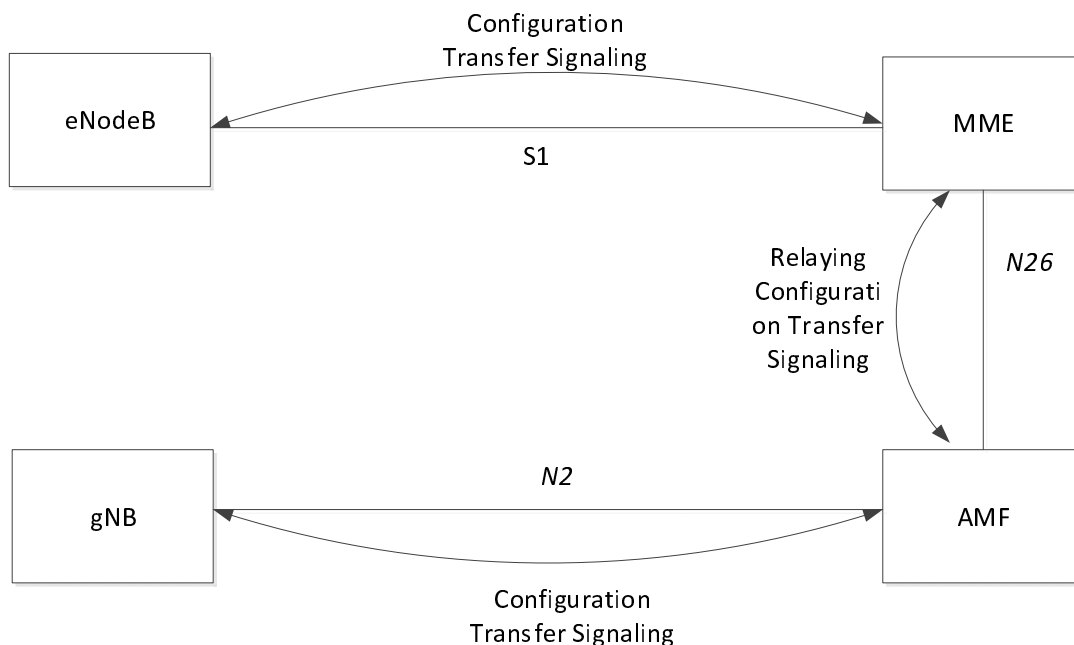 Configuration
Transfer Signaling
eNodeB
MME
S1
Relaying
Configurati
on Transfer
Signaling
N26
N2
gNB
AMF
Configuration
Transfer Signaling